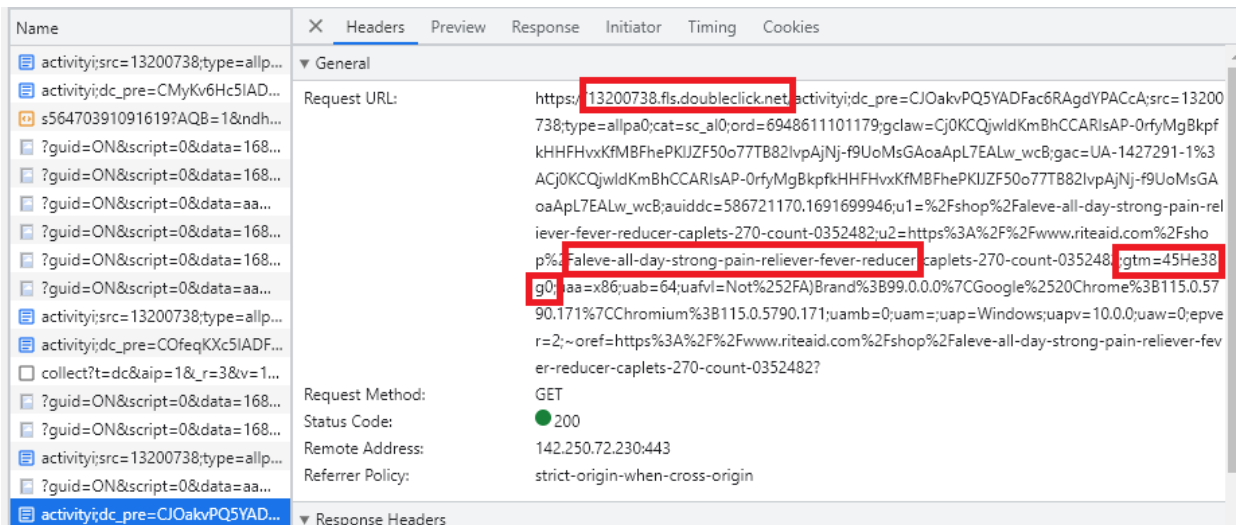 Name
activityi;src=13200738;type=allp...
activityi;dc_pre=CMyKv6Hc5IAD...
s56470391091619?AQB=1&ndh...
?guid=ON&script=0&data=168...
?guid=ON&script=0&data=168...
?guid=ON&script=0&data=aa...
?guid=ON&script=0&data=168...
?guid=ON&script=0&data=168...
?guid=ON&script=0&data=aa...
activityi;src=13200738;type=allp...
activityi;dc_pre=COfeqKXc5IADF...
collect?t=dc&aip=1&_r=3&v=1...
?guid=ON&script=0&data=168...
?guid=ON&script=0&data=168...
activityi;src=13200738;type=allp...
?guid=ON&script=0&data=aa...
activityi;dc_pre=CJOakvPQ5YAD...
Headers Preview Response Initiator Timing Cookies
General
Request URL:
https://13200738.fls.doubleclick.net/activityi;dc_pre=CJOakvPQ5YADFac6RAgdYPACcA;src=13200
738;type=allpa0;cat=sc_al0;ord=6948611101179;gclaw=Cj0KCQjwldKmBhCCARIsAP-0rfyMgBkpf
kHHFHvxKfMBFhePKIJZF50o77TB82IvpAjNj-f9UoMsGAoaApL7EALw_wcB;gac=UA-1427291-1%3
ACj0KCQjwldKmBhCCARIsAP-0rfyMgBkpfkHHFHvxKfMBFhePKIJZF50o77TB82IvpAjNj-f9UoMsGA
oaApL7EALw_wcB;auiddc=586721170.1691699946;u1=%2Fshop%2Faleve-all-day-strong-pain-rel
iever-fever-reducer-caplets-270-count-0352482;u2=https%3A%2F%2Fwww.riteaid.com%2Fsho
p%2Faleve-all-day-strong-pain-reliever-fever-reducer-caplets-270-count-0352482;gtm=45He38
g0;uaa=x86;uab=64;uafvl=Not%252FA)Brand%3B99.0.0.0%7CGoogle%2520Chrome%3B115.0.57
90.171%7CChromium%3B115.0.5790.171;uamb=0;uam=;uap=Windows;uapv=10.0.0;uaw=0;epve
r=2;~oref=https%3A%2F%2Fwww.riteaid.com%2Fshop%2Faleve-all-day-strong-pain-reliever-fev
er-reducer-caplets-270-count-0352482?
Request Method: GET
Status Code: 200
Remote Address: 142.250.72.230:443
Referrer Policy: strict-origin-when-cross-origin
Response Headers